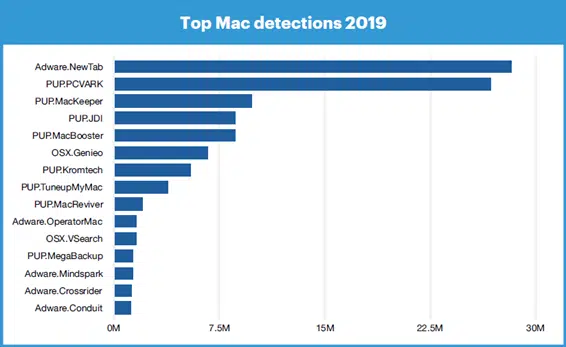 Top Mac detections 2019
Adware.NewTab
PUP.PCVARK
PUP.MacKeeper
PUP.JDI
PUP.MacBooster
OSX.Genieo
PUP.Kromtech
PUP.TuneupMyMac
PUP.MacReviver
Adware.OperatorMac
OSX.VSearch
PUP.MegaBackup
Adware.Mindspark
Adware.Crossrider
Adware.Conduit
0M 7.5M 15M 22.5M 30M